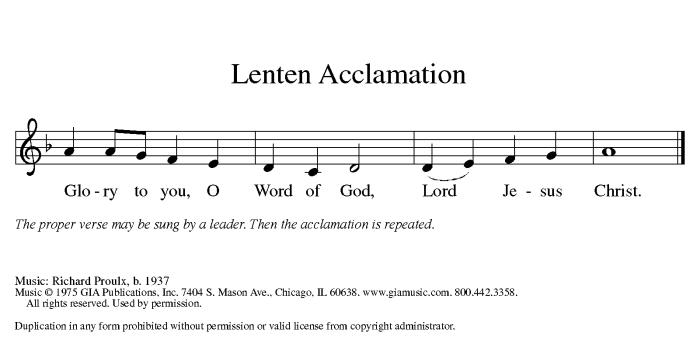 Lenten Acclamation
Glo - ry to you, O Word of God, Lord Je - sus Christ.
The proper verse may be sung by a leader. Then the acclamation is repeated.
Music: Richard Proulx, b. 1937
Music © 1975 GIA Publications, Inc. 7404 S. Mason Ave., Chicago, IL 60638. www.giamusic.com. 800.442.3358.
All rights reserved. Used by permission.
Duplication in any form prohibited without permission or valid license from copyright administrator.